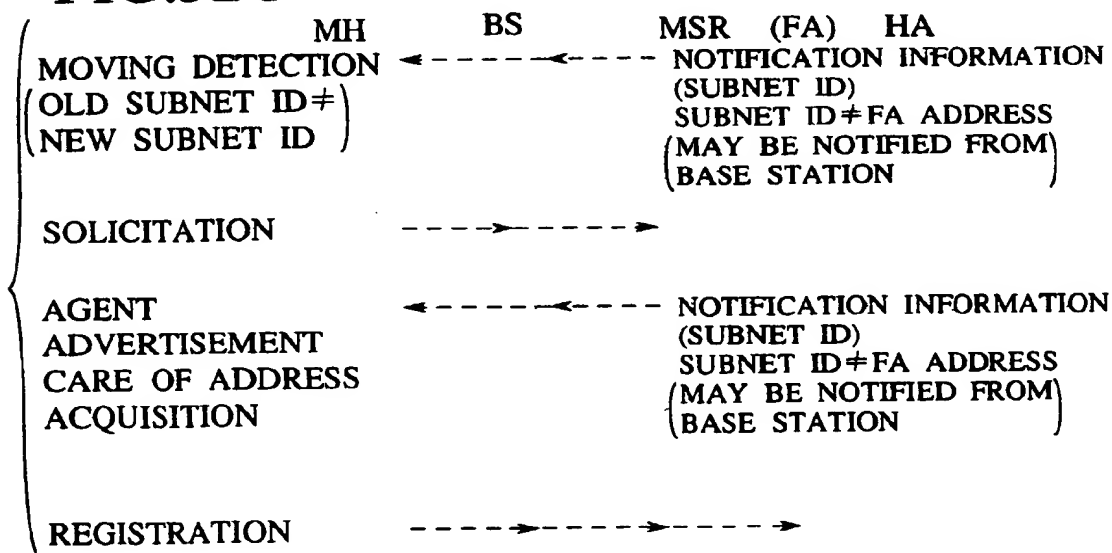 MH BS MSR (FA) HA
MOVING DETECTION
(OLD SUBNET ID≠
NEW SUBNET ID)
NOTIFICATION INFORMATION
(SUBNET ID)
SUBNET ID≠FA ADDRESS
(MAY BE NOTIFIED FROM
BASE STATION)
SOLICITATION
AGENT
ADVERTISEMENT
CARE OF ADDRESS
ACQUISITION
NOTIFICATION INFORMATION
(SUBNET ID)
SUBNET ID≠FA ADDRESS
(MAY BE NOTIFIED FROM
BASE STATION)
REGISTRATION